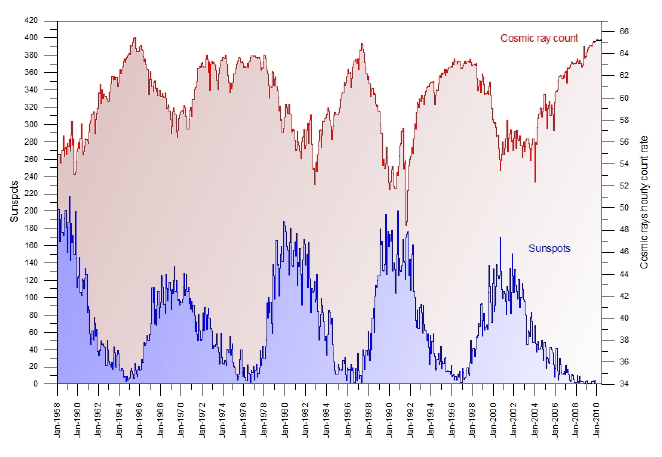 420
400
380
360
340
320
300
280
260
240
220
200
180
160
140
120
100
80
60
40
20
0
Sunspots
Cosmic ray count
Sunspots
66
64
62
60
58
56
54
52
50
48
46
44
42
40
38
36
34
Cosmic rays hourly count rate
Jan-1958
Jan-1960
Jan-1962
Jan-1964
Jan-1966
Jan-1968
Jan-1970
Jan-1972
Jan-1974
Jan-1976
Jan-1978
Jan-1980
Jan-1982
Jan-1984
Jan-1986
Jan-1988
Jan-1990
Jan-1992
Jan-1994
Jan-1996
Jan-1998
Jan-2000
Jan-2002
Jan-2004
Jan-2006
Jan-2008
Jan-2010